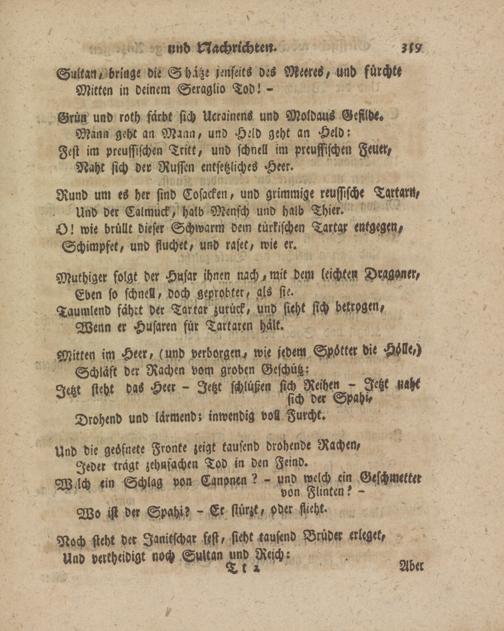 und Nachrichten. 319
Sultan, bringe die Schäze jenseits des Meeres, und fürchte
Mitten in deinem Seraglio Tod! –
Grün und roth färbt sich Ucrainens und Moldaus Gefilde.
Mann geht an Mann, und Held geht an Held:
Fest im preussischen Tritt, und schnell im preussischen Feuer,
Naht sich der Russen entsetzliches Heer.
Rund um es her sind Cosacken, und grimmige reussische Tartarn,
Und der Calmuck, halb Mensch und halb Thier.
O! wie brüllt dieser Schwarm dem türkischen Tartar entgegen,
Schimpfet, und fluchet, und raset, wie er.
Muthiger folgt der Husar ihnen nach, mit dem leichten Dragoner,
Eben so schnell, doch geprobter, als sie.
Taumlend fährt der Tartar zurück, und sieht sich betrogen,
Wenn er Husaren für Tartaren hält.
Mitten im Heer, (und verborgen, wie jedem Spötter die Hölle,)
Schläft der Rachen vom groben Geschütz:
Jetzt steht das Heer – Jetzt schlüßen sich Reihen – Jetzt naht
sich der Spahi,
Drohend und lärmend; inwendig voll Furcht.
Und die geöfnete Fronte zeigt tausend drohende Rachen,
Jeder trägt zehnfachen Tod in den Feind.
W lch ein Schlag von Canonen? – und welch ein Geschmetter
von Flinten? –
Wo ist der Spahi? – Er stürzt, oder flieht.
Noch steht der Janitschar fest, sieht tausend Brüder erleget,
Und vertheidigt noch Sultan und Reich:
T t 2 Aber